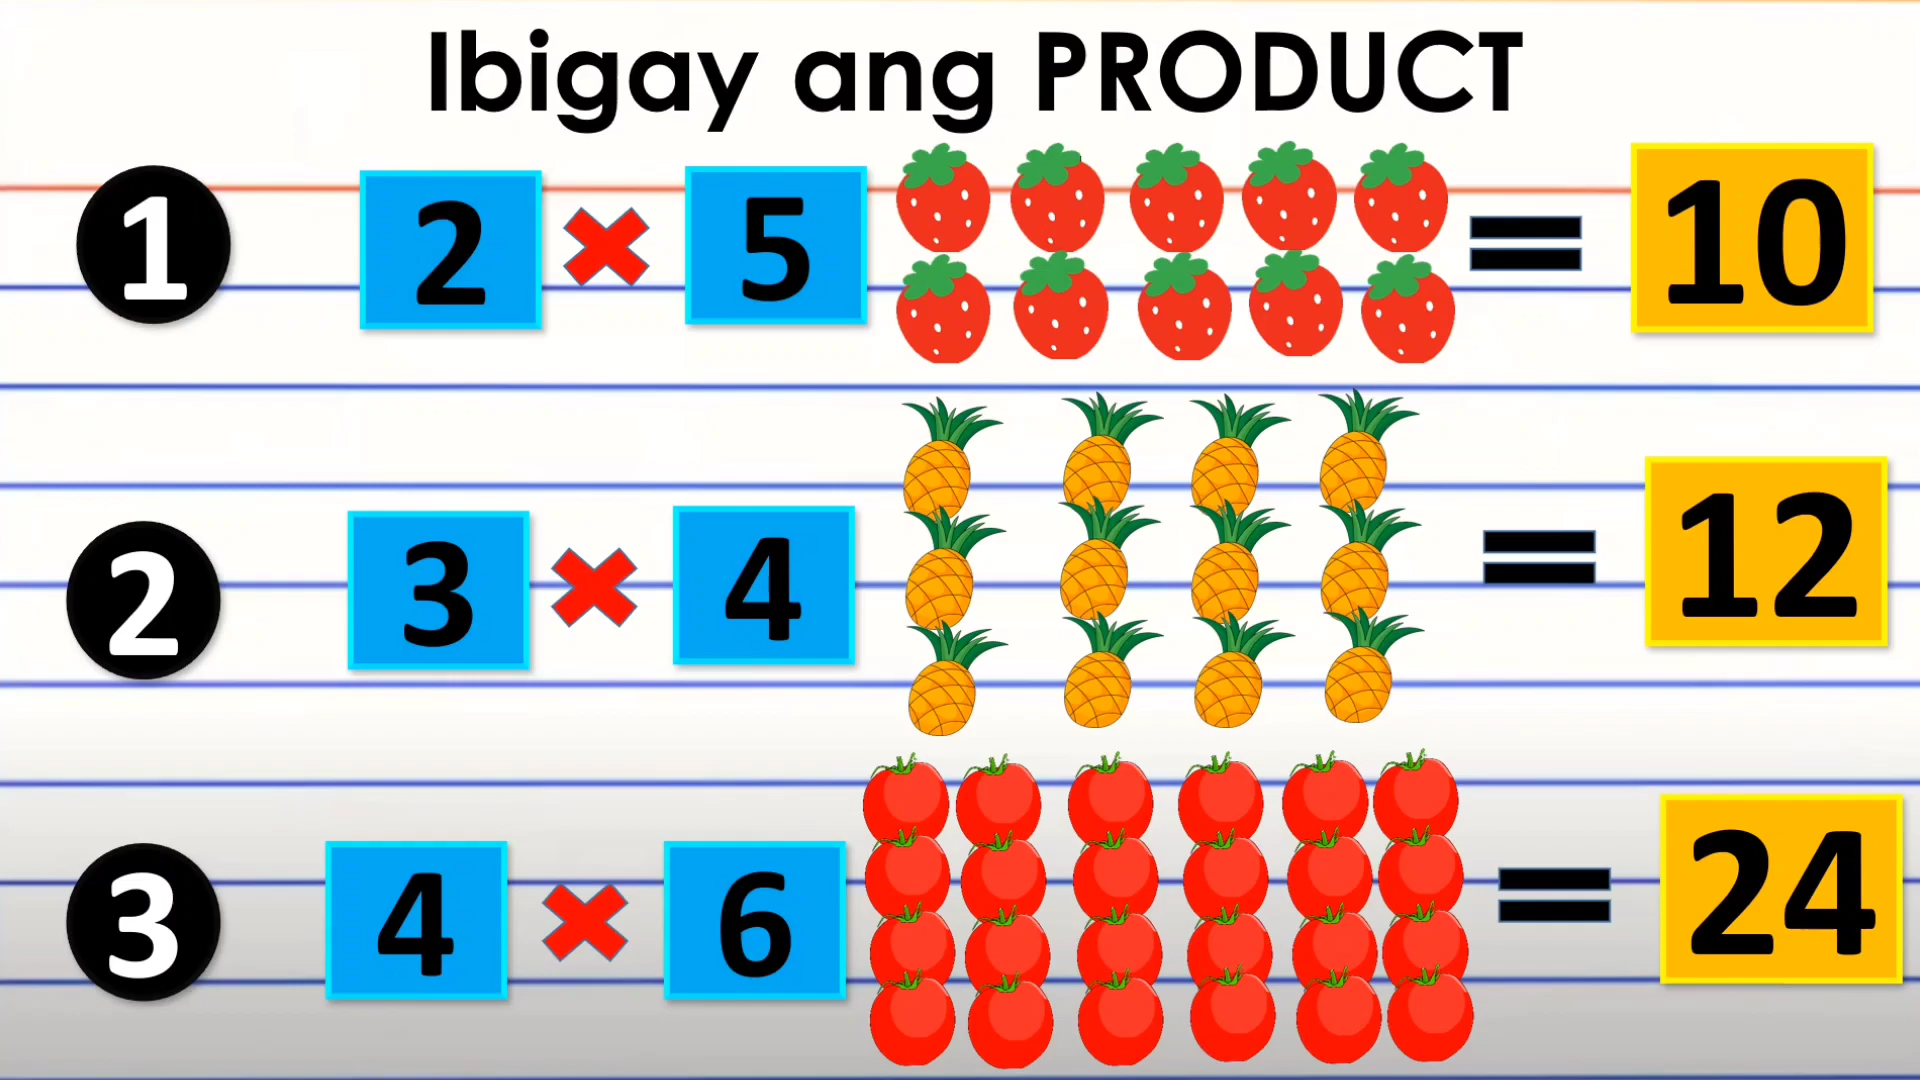 Ibigay ang PRODUCT
1 2 × 5 = 10
2 3 × 4 = 12
3 4 × 6 = 24